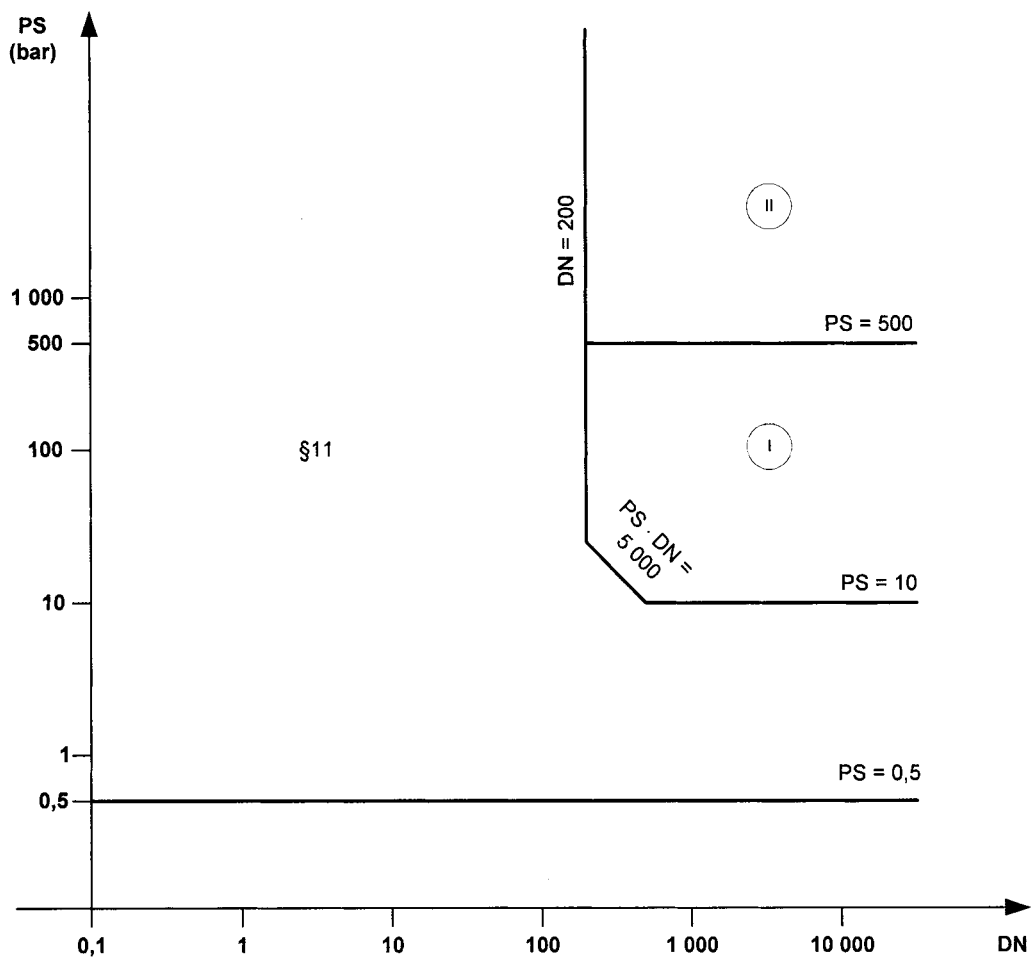 PS
(bar)
DN = 200
II
1 000
PS = 500
500
100
§11
I
PS · DN =
5 000
PS = 10
10
1
PS = 0,5
0,5
0,1
1
10
100
1 000
10 000
DN